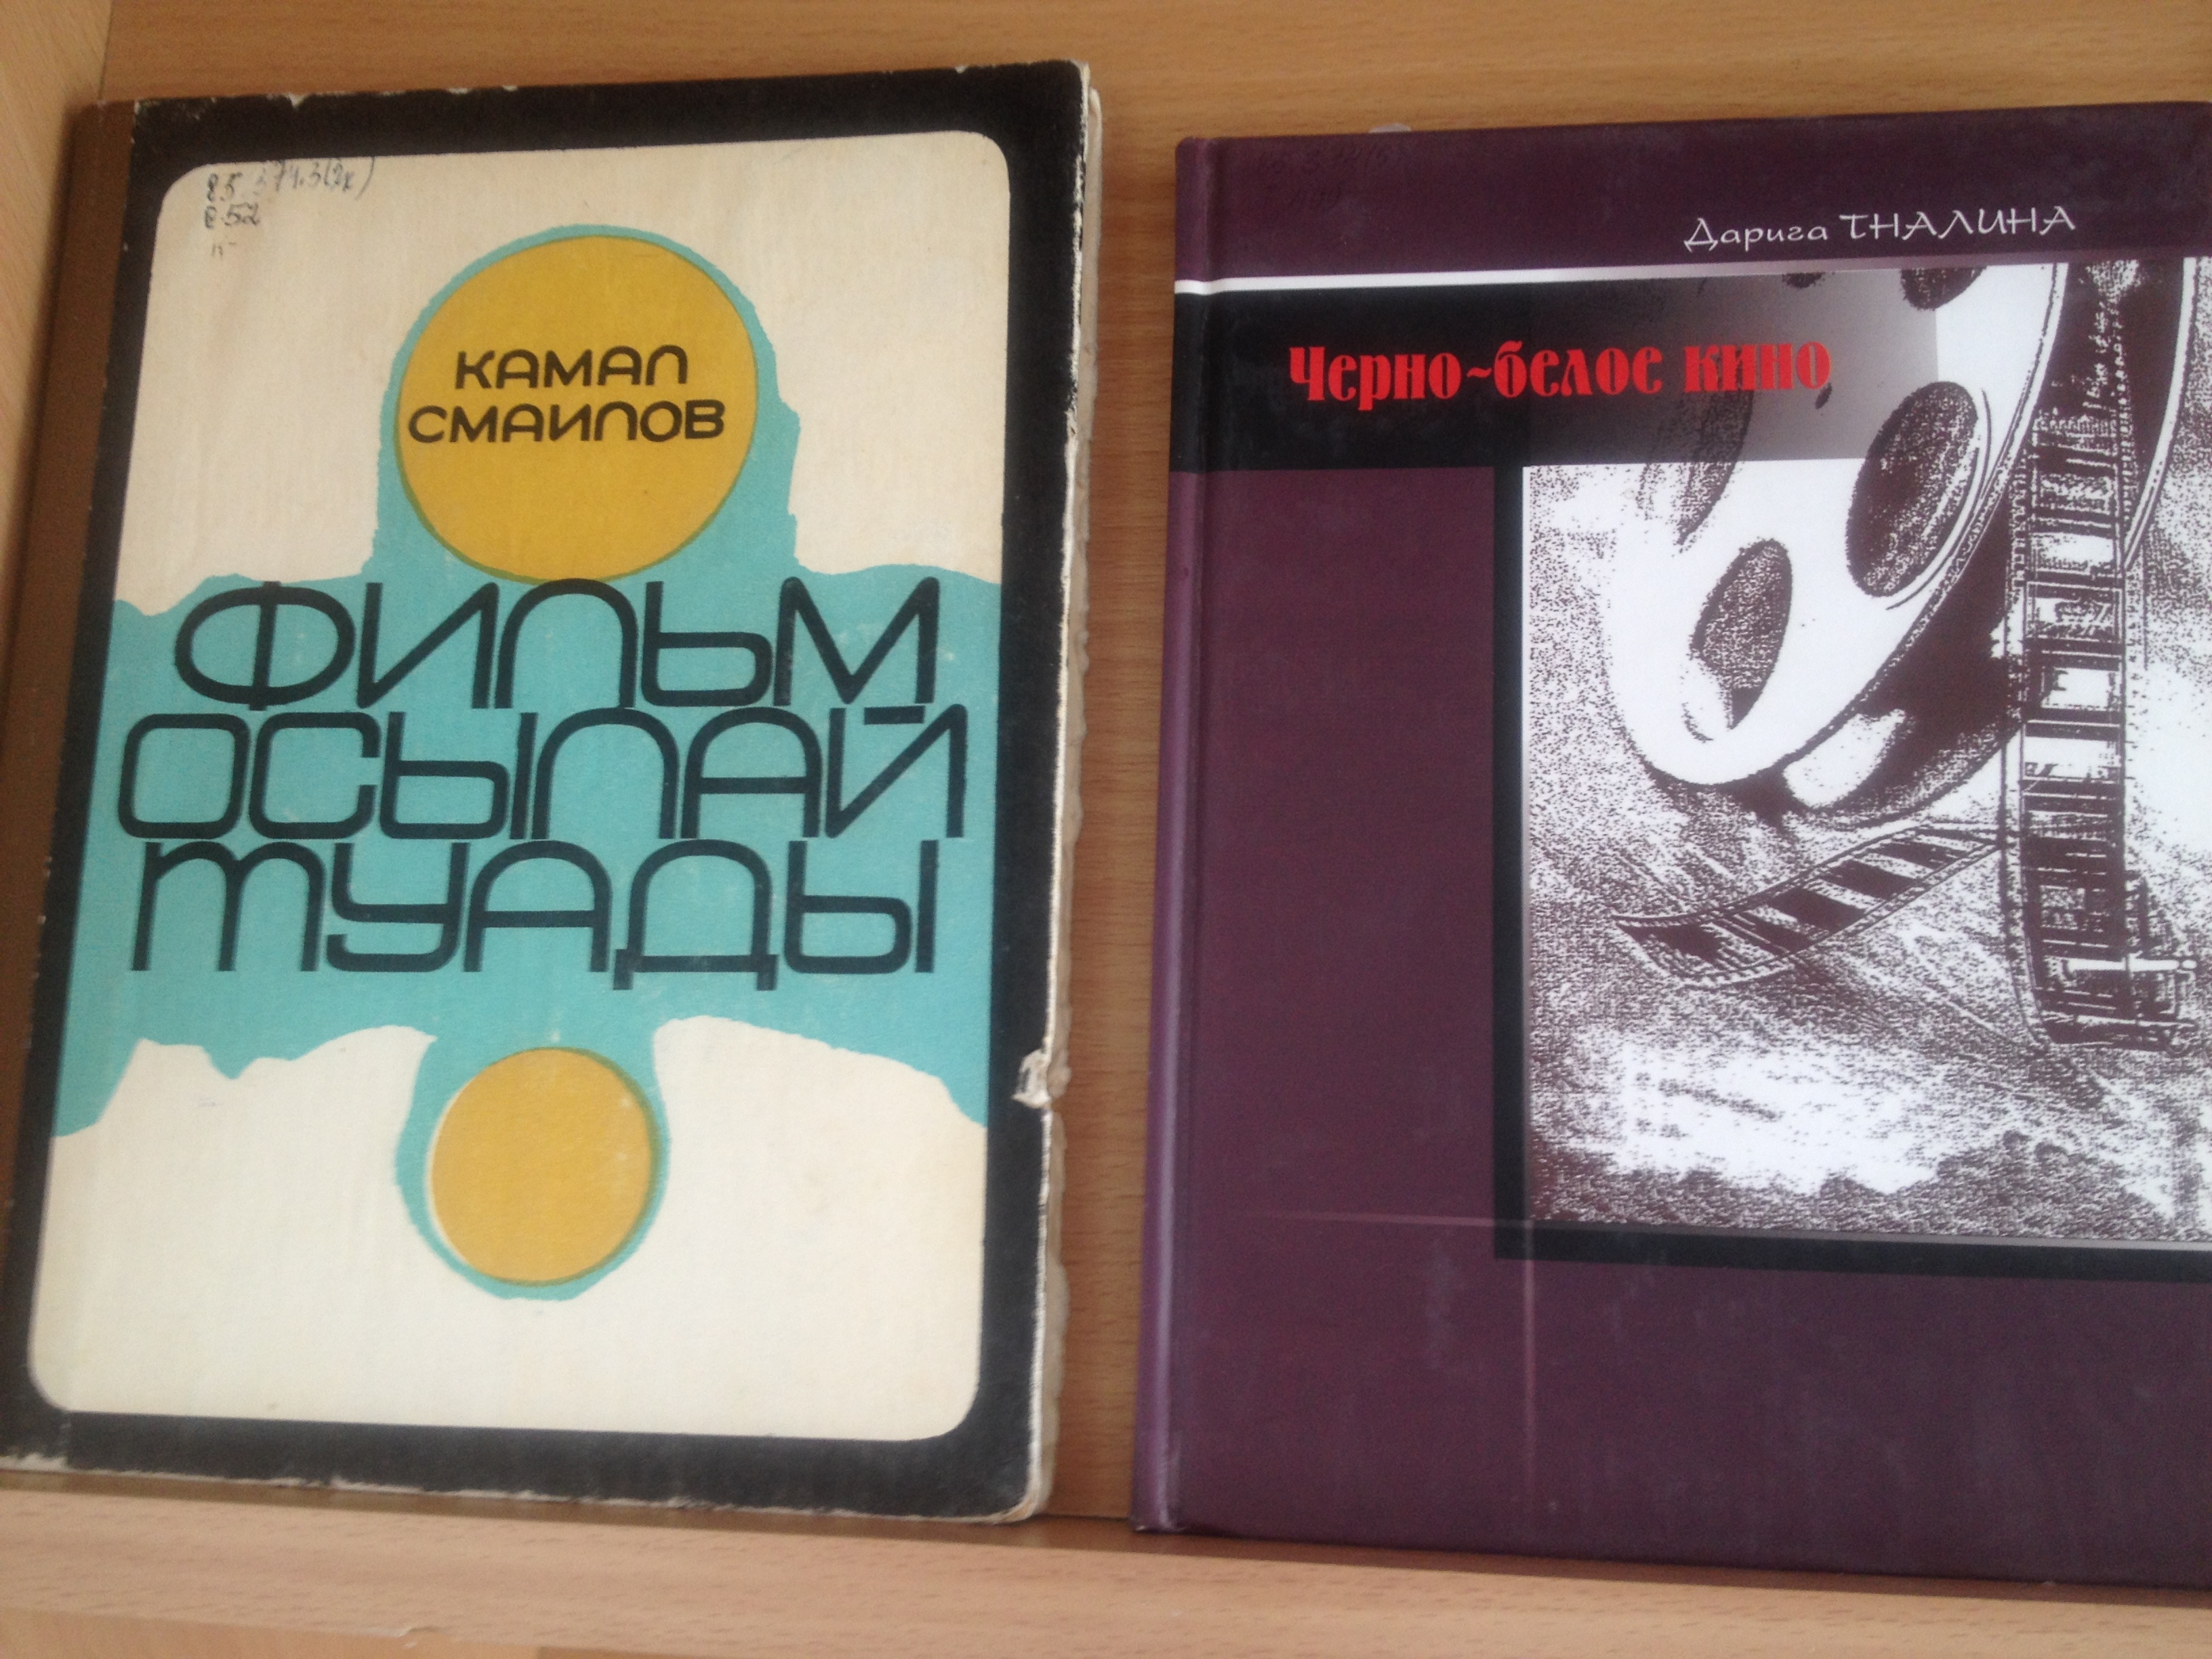 КАМАЛ
СМАИЛОВ
ФИЛЬМ
ОСЫЛАЙ
ТУАДЫ
Дарига ТНАЛИНА
Черно-белое кино